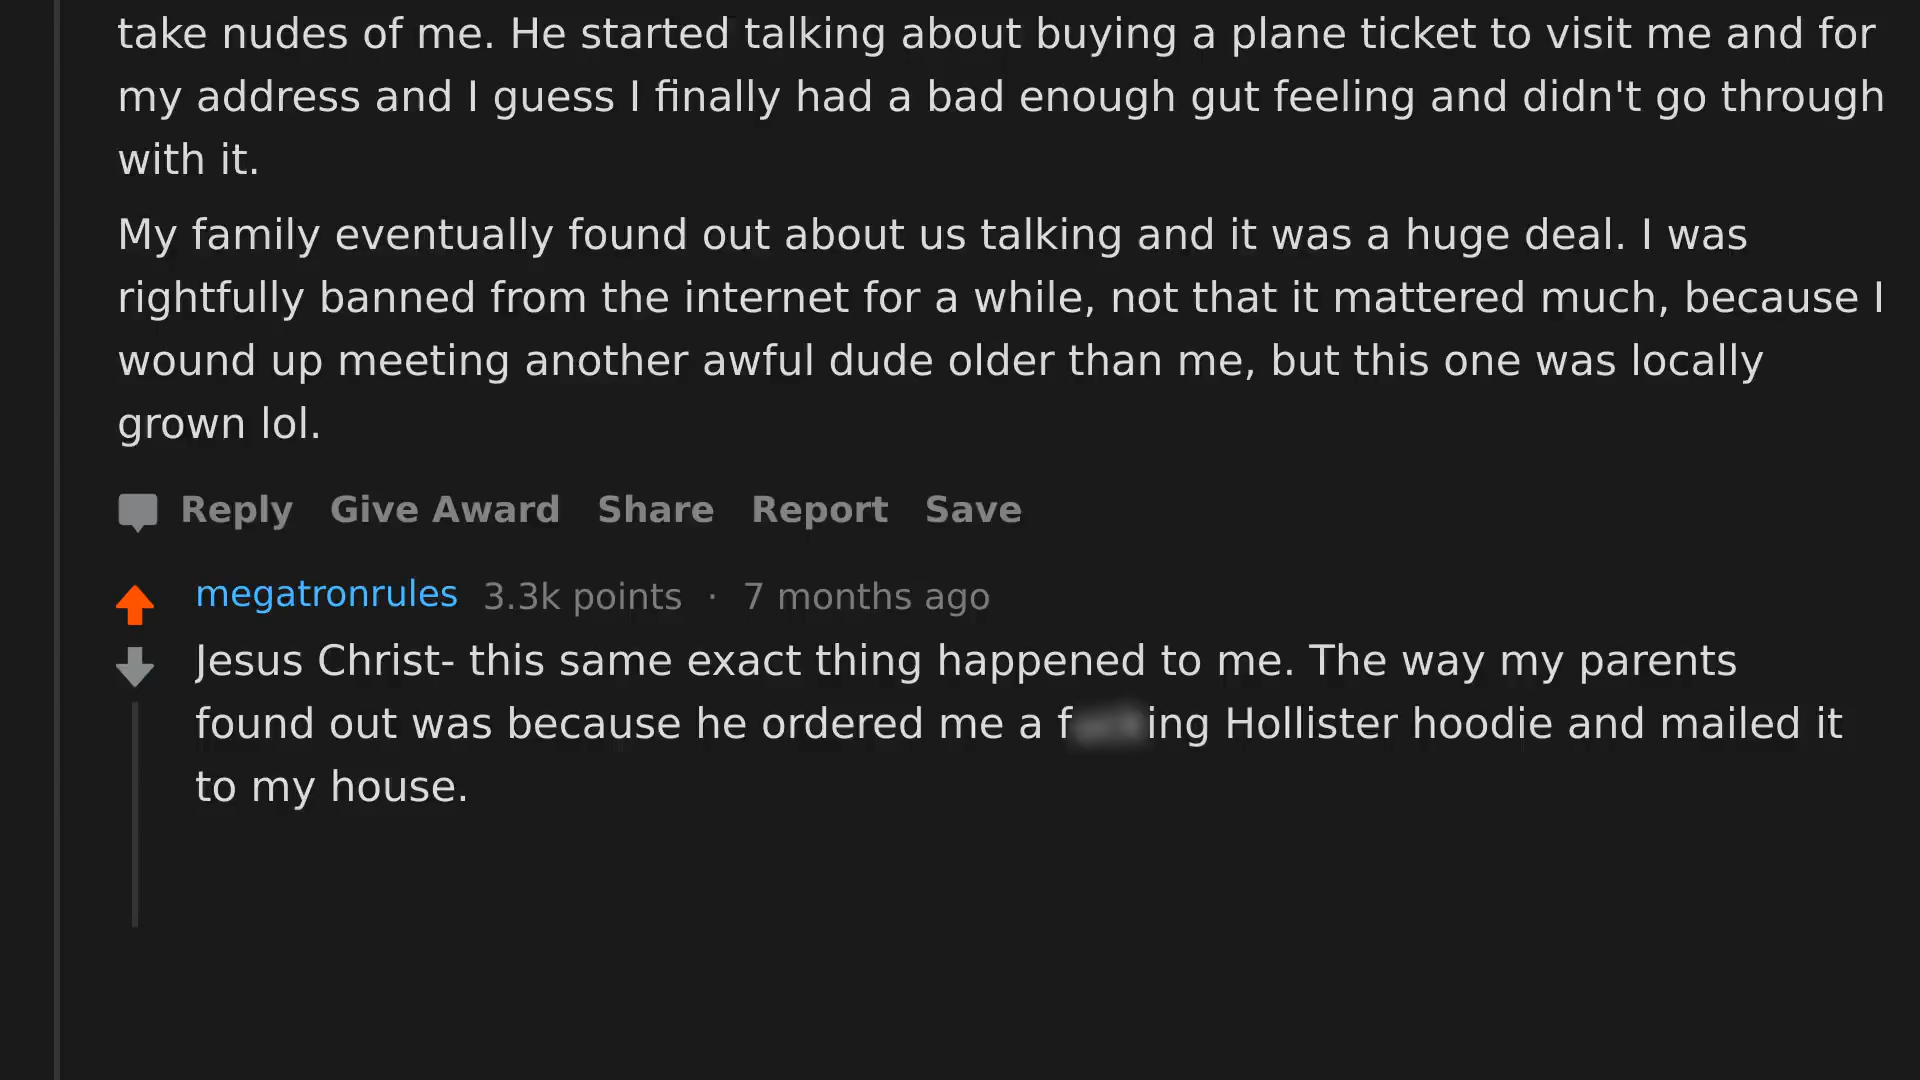 take nudes of me. He started talking about buying a plane ticket to visit me and for
my address and I guess I finally had a bad enough gut feeling and didn't go through
with it.
My family eventually found out about us talking and it was a huge deal. I was
rightfully banned from the internet for a while, not that it mattered much, because I
wound up meeting another awful dude older than me, but this one was locally
grown lol.
Reply Give Award Share Report Save
megatronrules 3.3k points · 7 months ago
Jesus Christ- this same exact thing happened to me. The way my parents
found out was because he ordered me a f ing Hollister hoodie and mailed it
to my house.